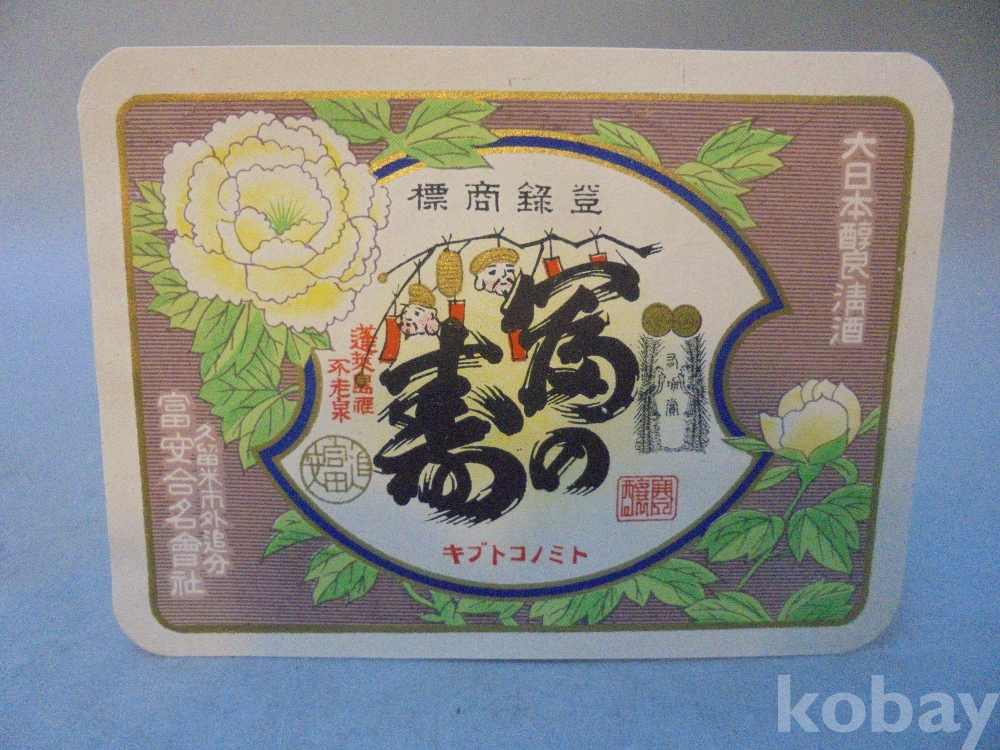 登錄商標
富の
寿
トミノコトブキ
大日本醇良清酒
蓬莱島裡
不老泉
久留米市外追分
富安合名會社
kobay